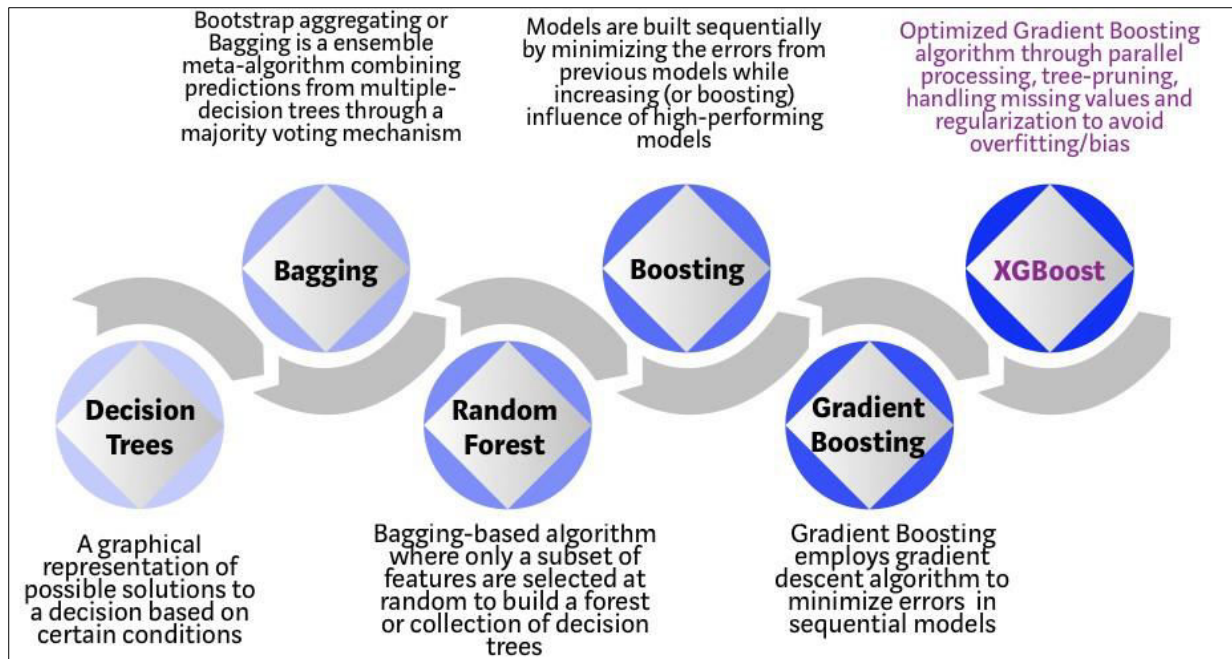 Bootstrap aggregating or
Bagging is a ensemble
meta-algorithm combining
predictions from multiple-
decision trees through a
majority voting mechanism
Models are built sequentially
by minimizing the errors from
previous models while
increasing (or boosting)
influence of high-performing
models
Optimized Gradient Boosting
algorithm through parallel
processing, tree-pruning,
handling missing values and
regularization to avoid
overfitting/bias
Bagging
Boosting
XGBoost
Decision
Trees
Random
Forest
Gradient
Boosting
A graphical
representation of
possible solutions to
a decision based on
certain conditions
Bagging-based algorithm
where only a subset of
features are selected at
random to build a forest
or collection of decision
trees
Gradient Boosting
employs gradient
descent algorithm to
minimize errors in
sequential models